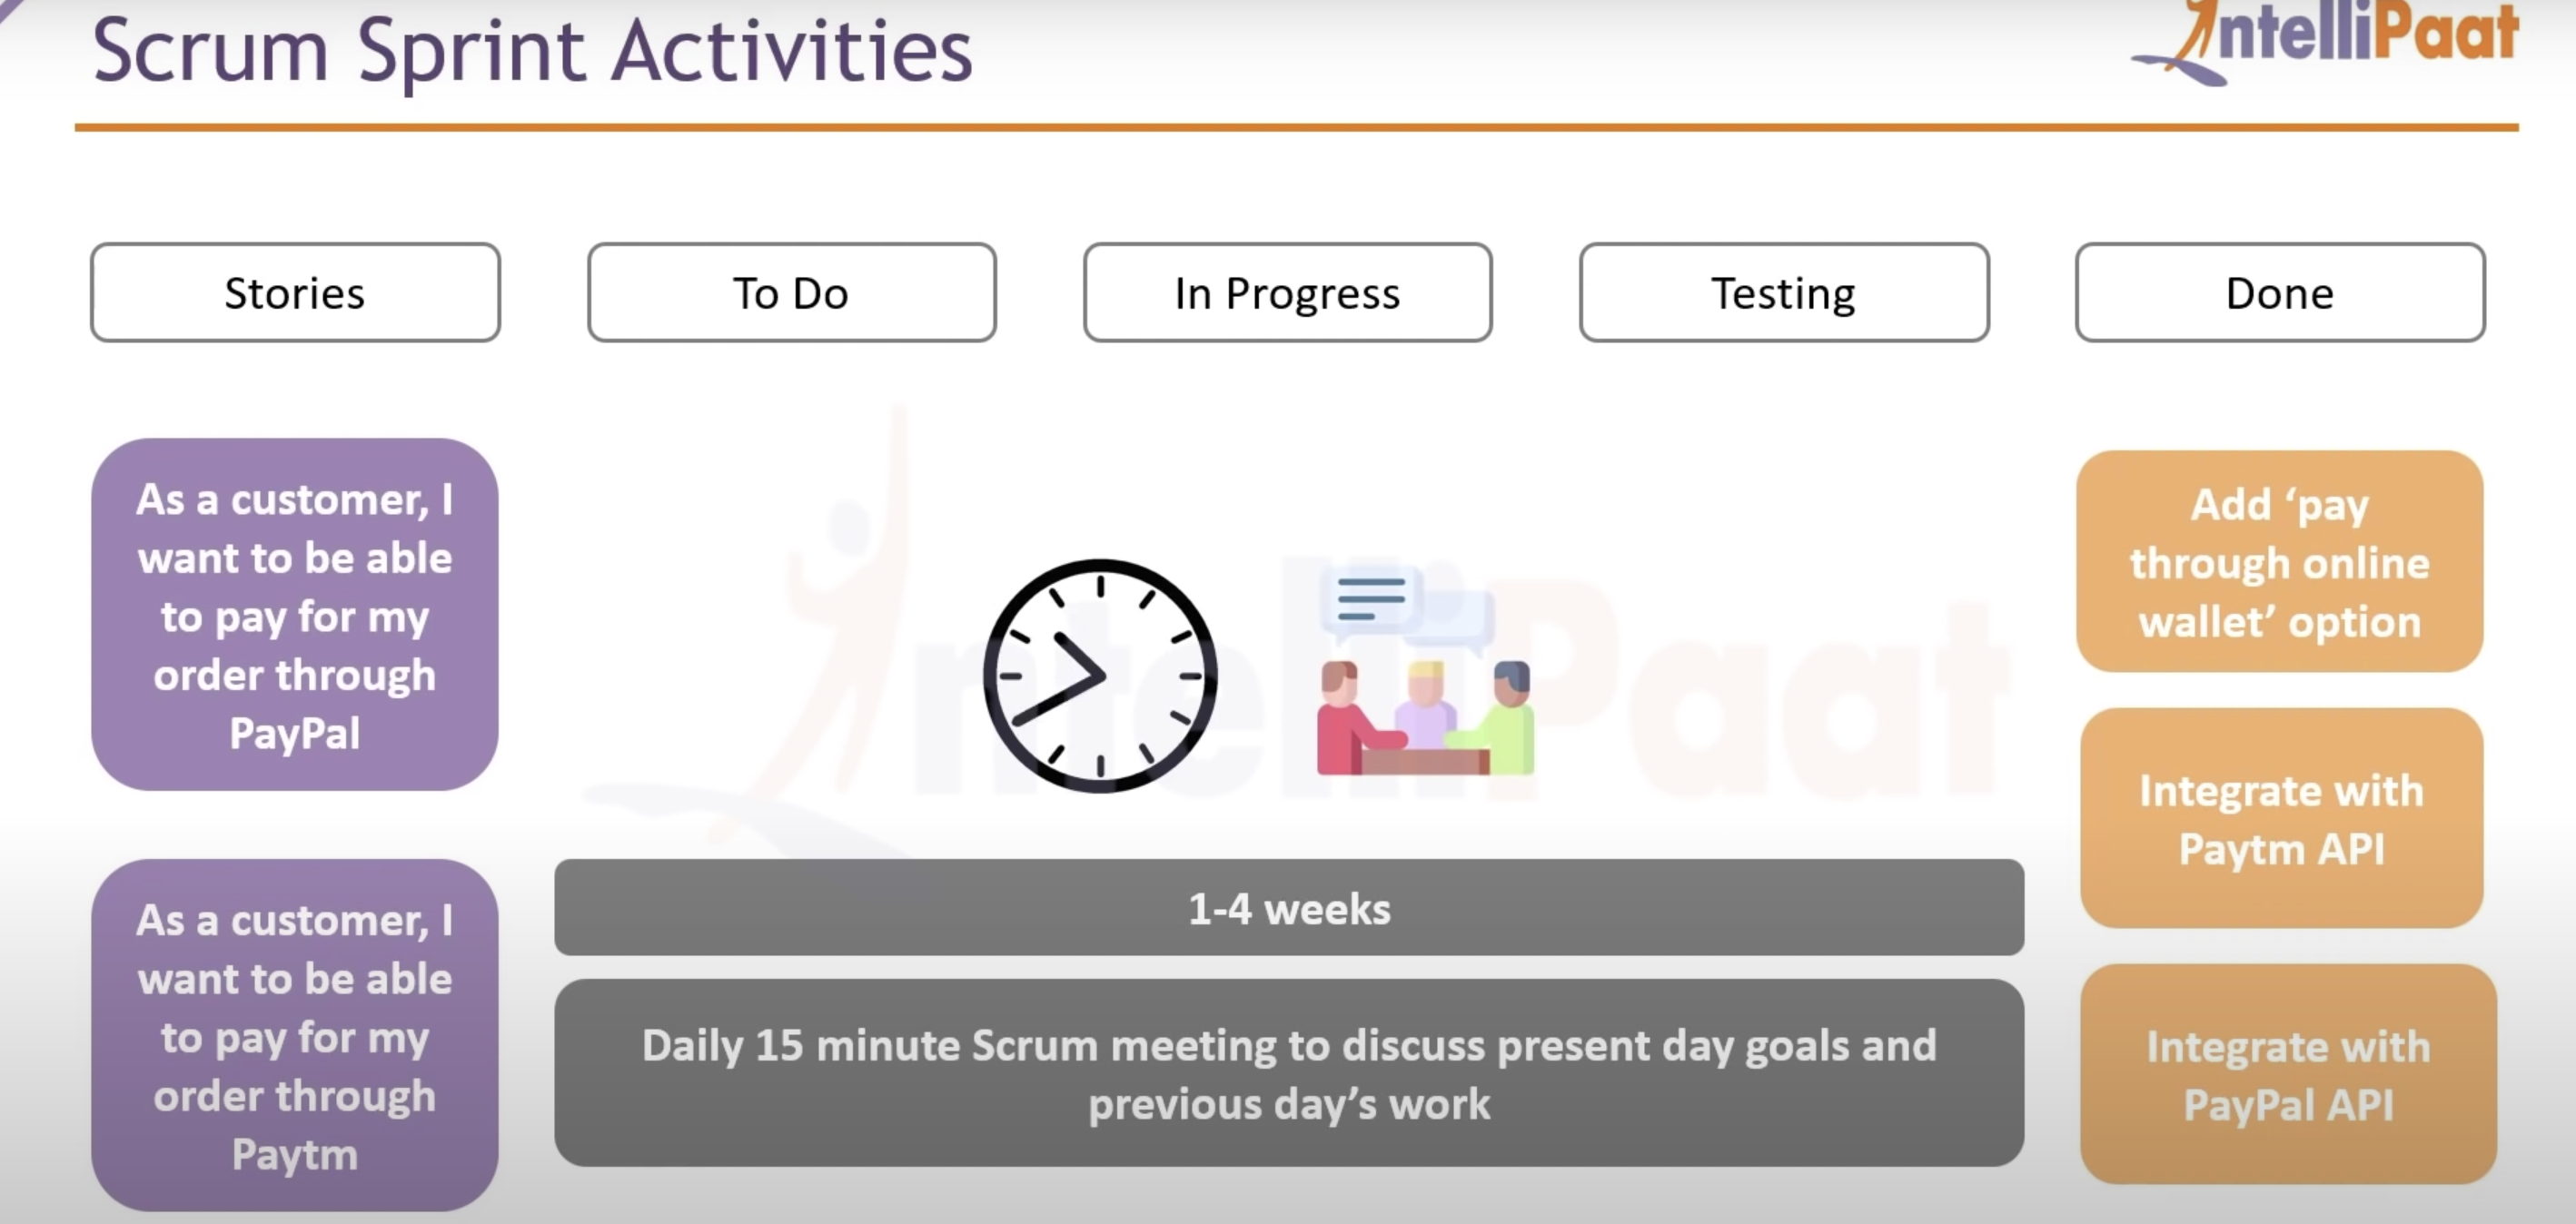 Scrum Sprint Activities
IntelliPaat
Stories
To Do
In Progress
Testing
Done
As a customer, I
want to be able
to pay for my
order through
PayPal
As a customer, I
want to be able
to pay for my
order through
Paytm
IntelliPaat
1-4 weeks
Daily 15 minute Scrum meeting to discuss present day goals and
previous day’s work
Add ‘pay
through online
wallet’ option
Integrate with
Paytm API
Integrate with
PayPal API